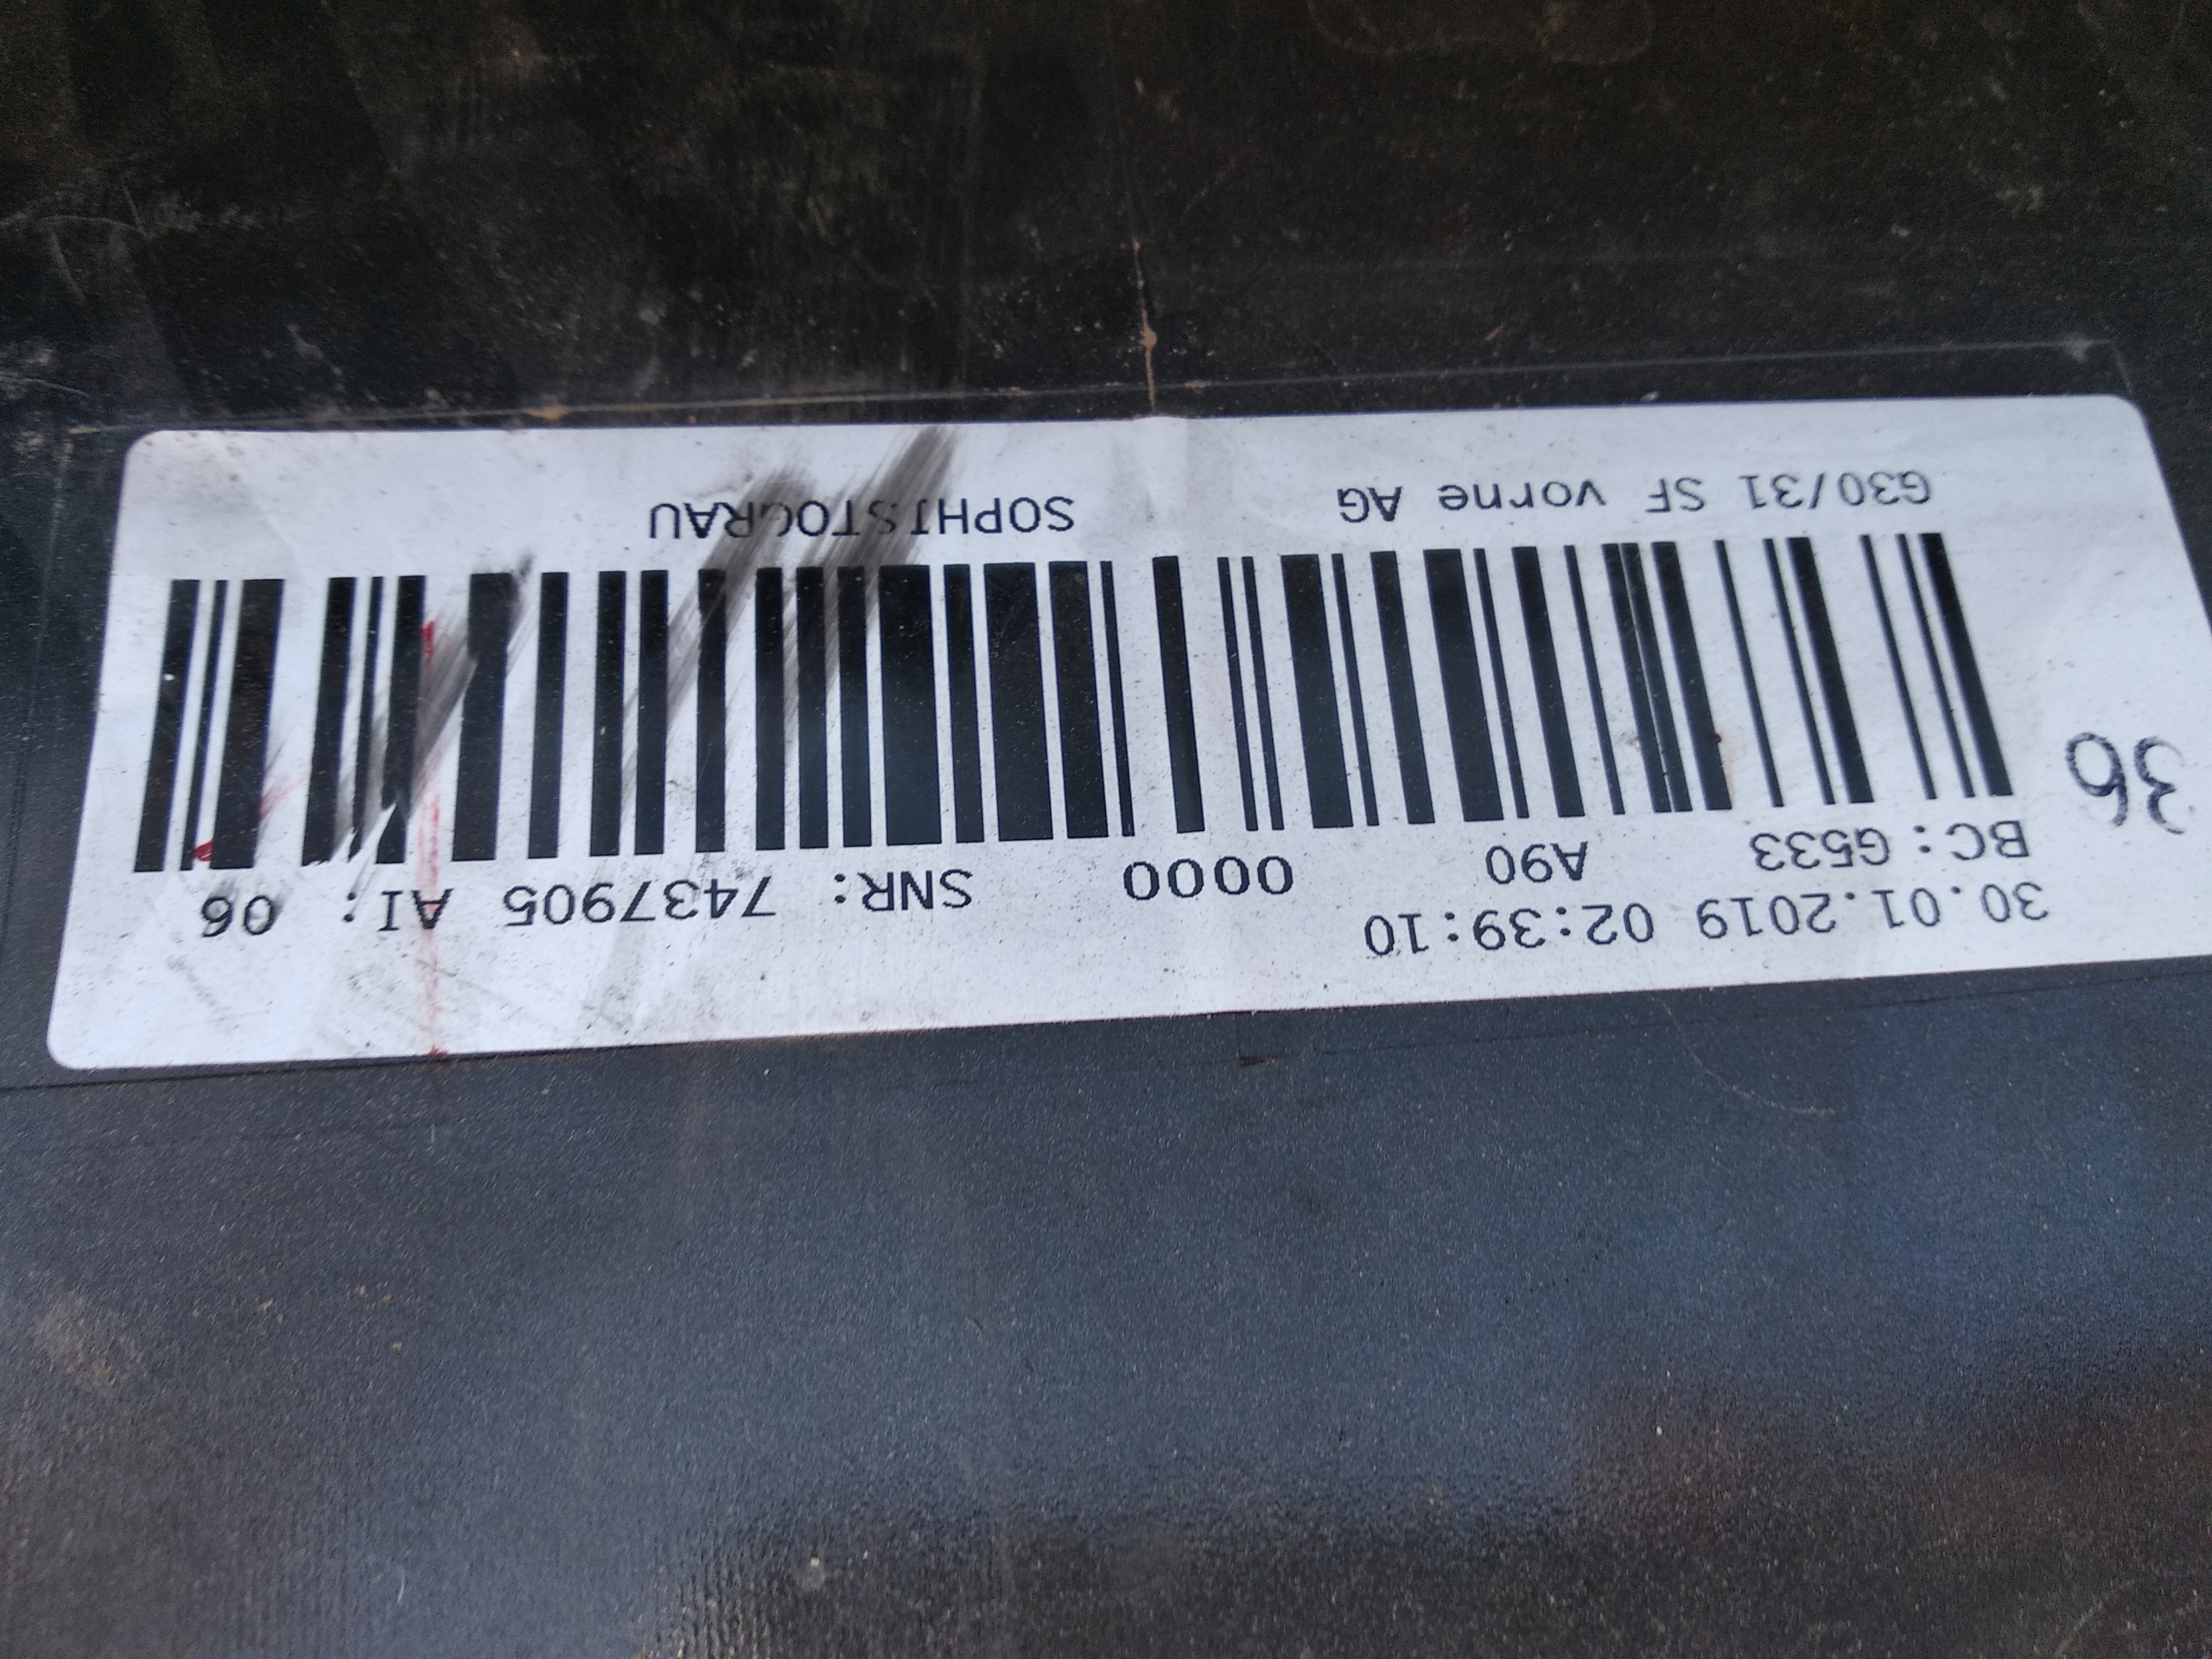 30.01.2019 02:39:10
BC: G533 A90 0000 SNR: 7437905 AI: 06
36
G30/31 SF vorne AG SOPHISTOGRAU